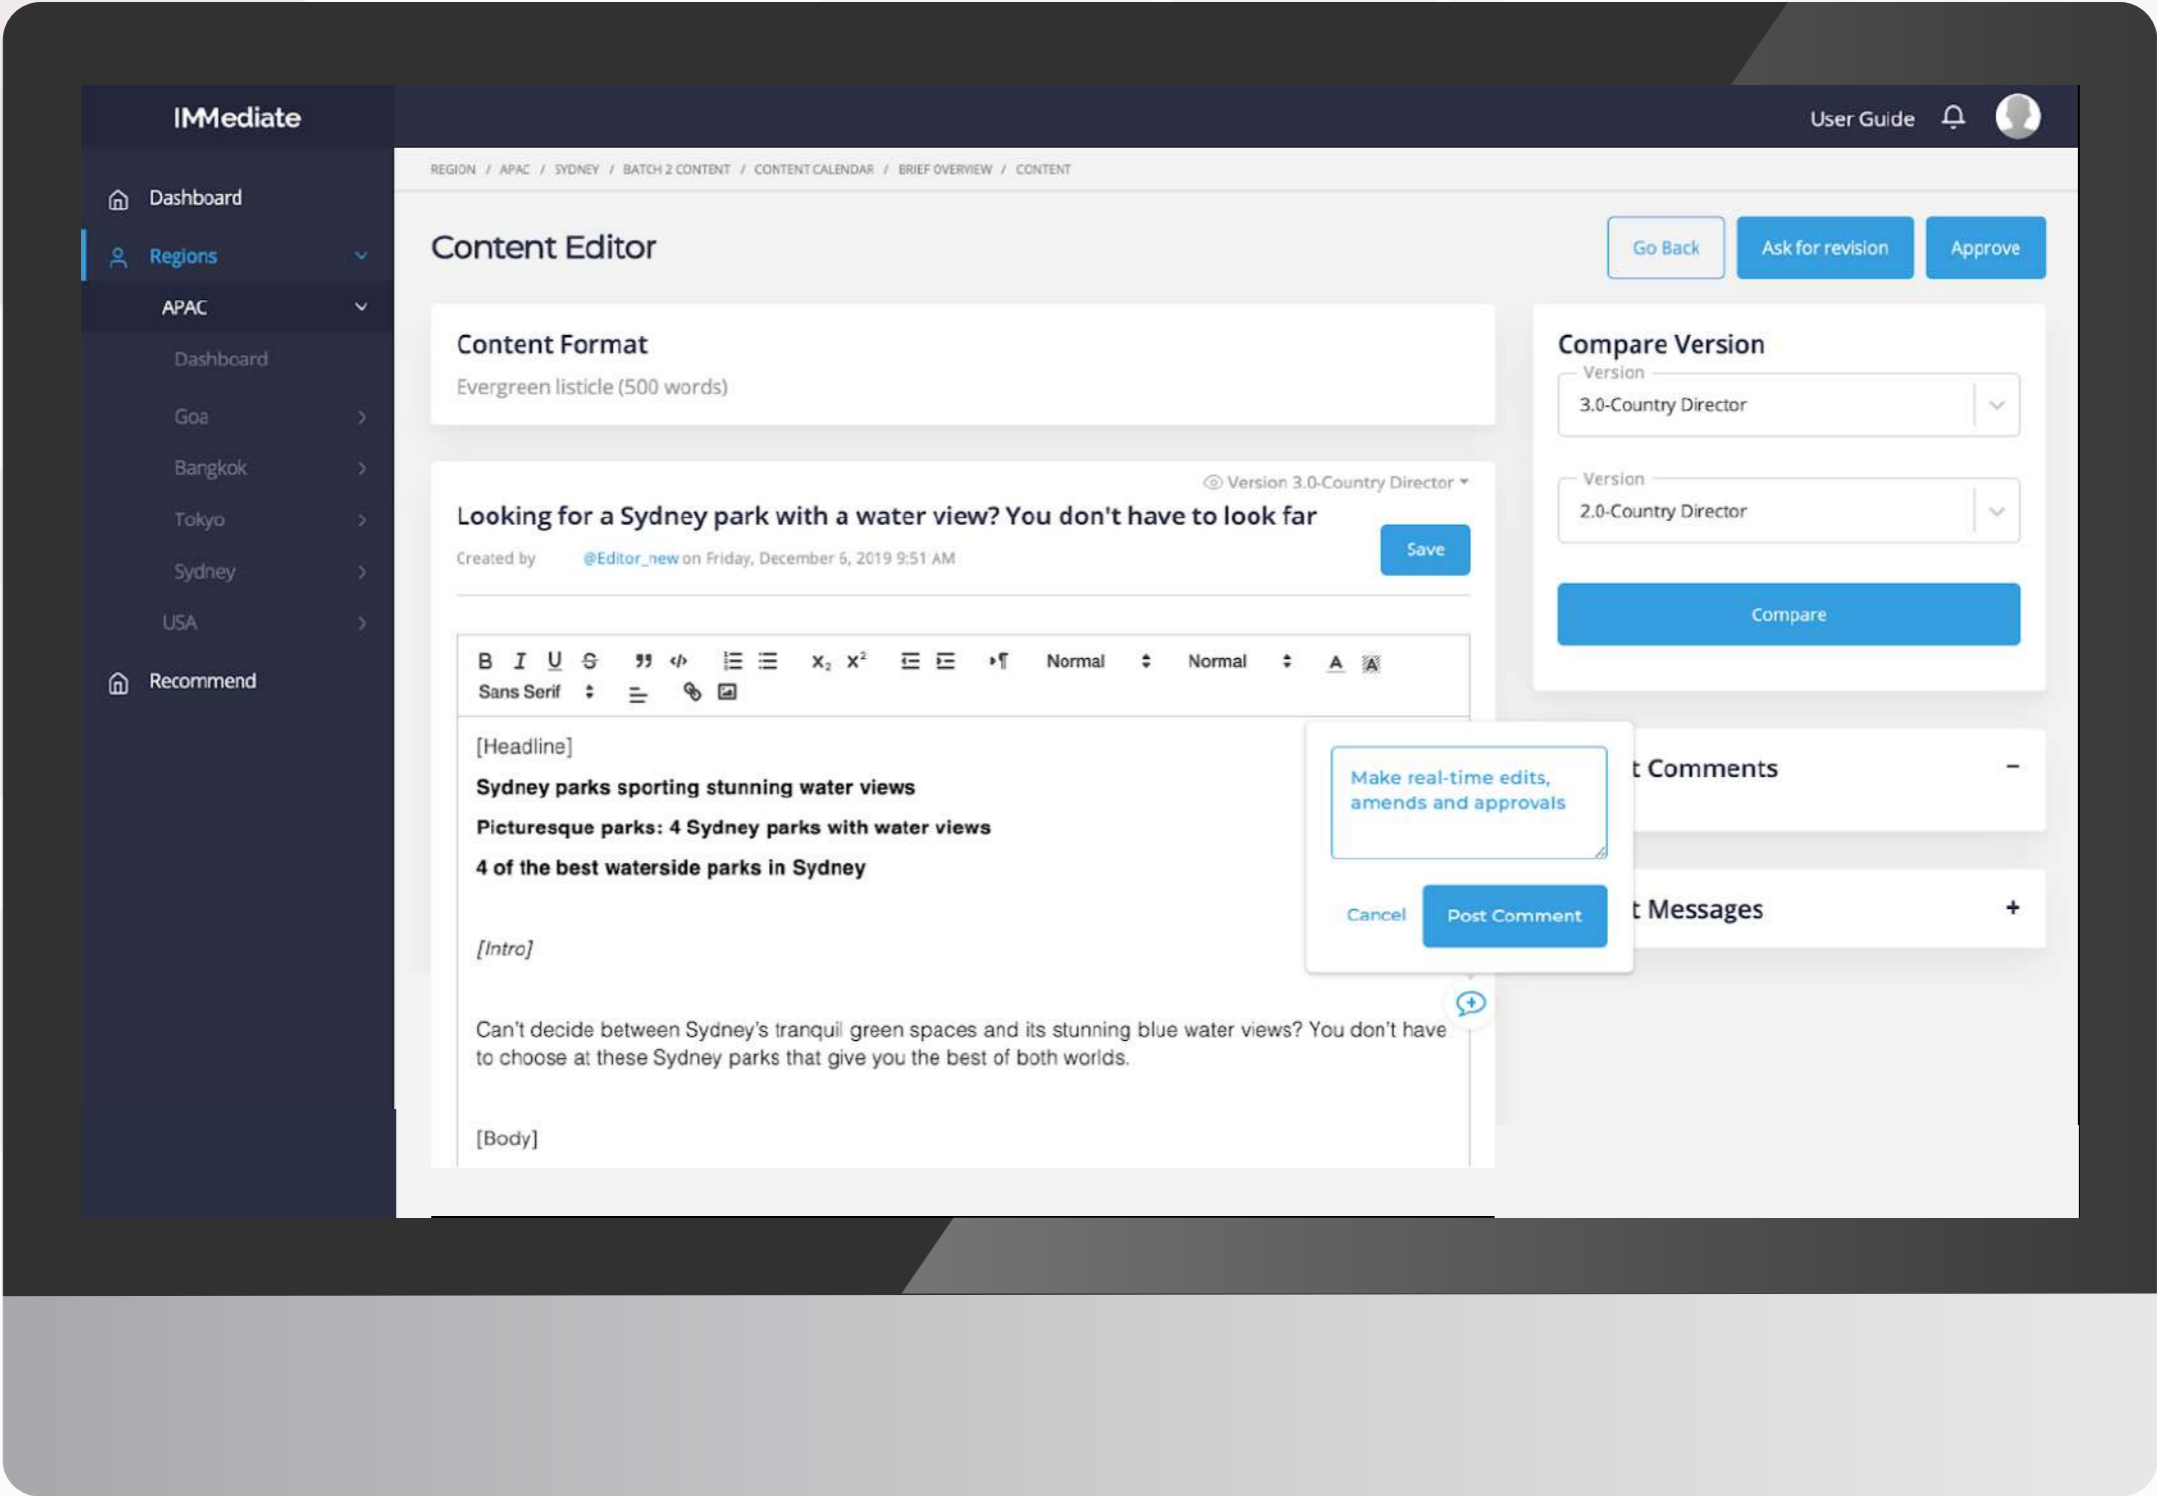 IMMediate
User Guide
Dashboard
Regions
APAC
Dashboard
Goa
Bangkok
Tokyo
Sydney
USA
Recommend
REGION / APAC / SYDNEY / BATCH 2 CONTENT / CONTENT CALENDAR / BRIEF OVERVIEW / CONTENT
Content Editor
Go Back
Ask for revision
Approve
Content Format
Evergreen listicle (500 words)
Version 3.0-Country Director
Looking for a Sydney park with a water view? You don't have to look far
Created by @Editor_new on Friday, December 6, 2019 9:51 AM
Save
B I U S ” </> X₂ X² ¶ Normal Normal A A
Sans Serif
[Headline]
Sydney parks sporting stunning water views
Picturesque parks: 4 Sydney parks with water views
4 of the best waterside parks in Sydney
[Intro]
Can't decide between Sydney's tranquil green spaces and its stunning blue water views? You don't have
to choose at these Sydney parks that give you the best of both worlds.
[Body]
Make real-time edits,
amends and approvals
Cancel
Post Comment
Compare Version
Version
3.0-Country Director
Version
2.0-Country Director
Compare
t Comments
t Messages